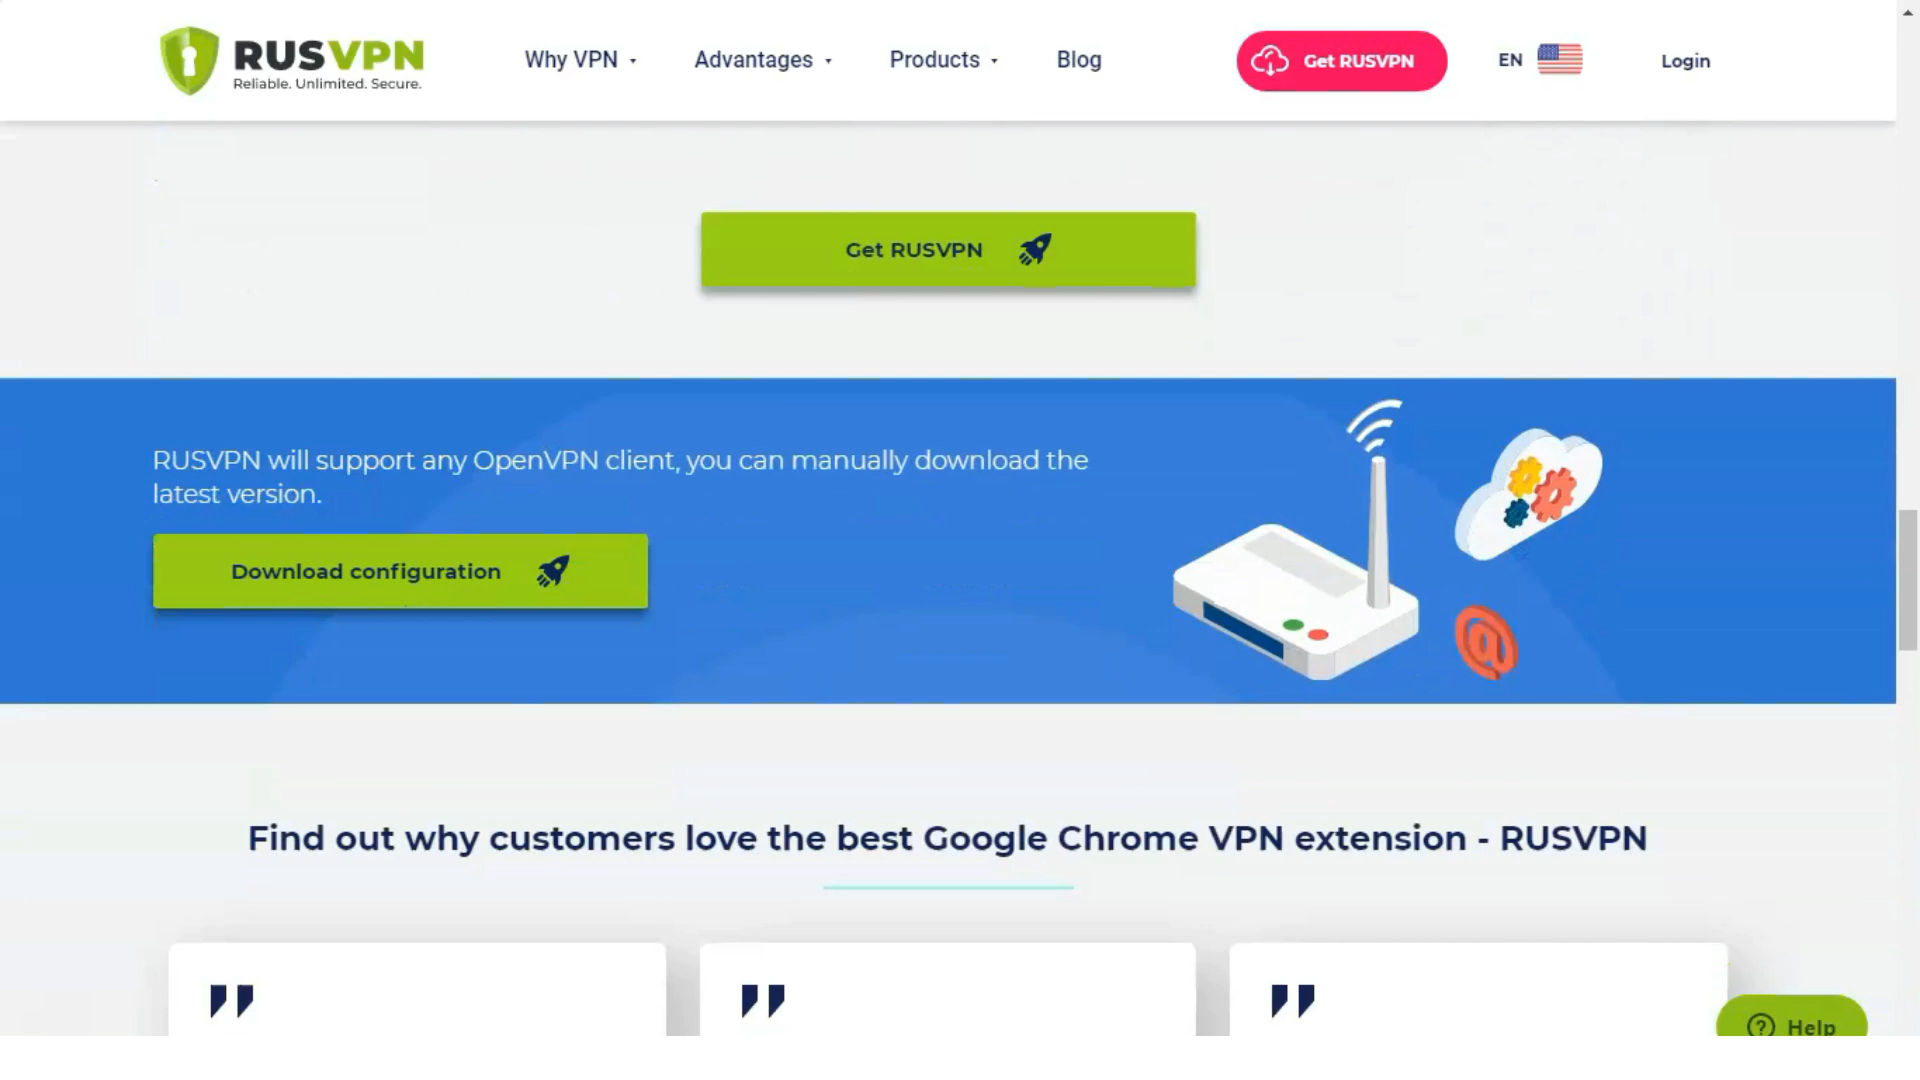 RUSVPN
Reliable. Unlimited. Secure.
Why VPN
Advantages
Products
Blog
Get RUSVPN
EN
Login
Get RUSVPN
RUSVPN will support any OpenVPN client, you can manually download the
latest version.
Download configuration
@
Find out why customers love the best Google Chrome VPN extension - RUSVPN
? Help